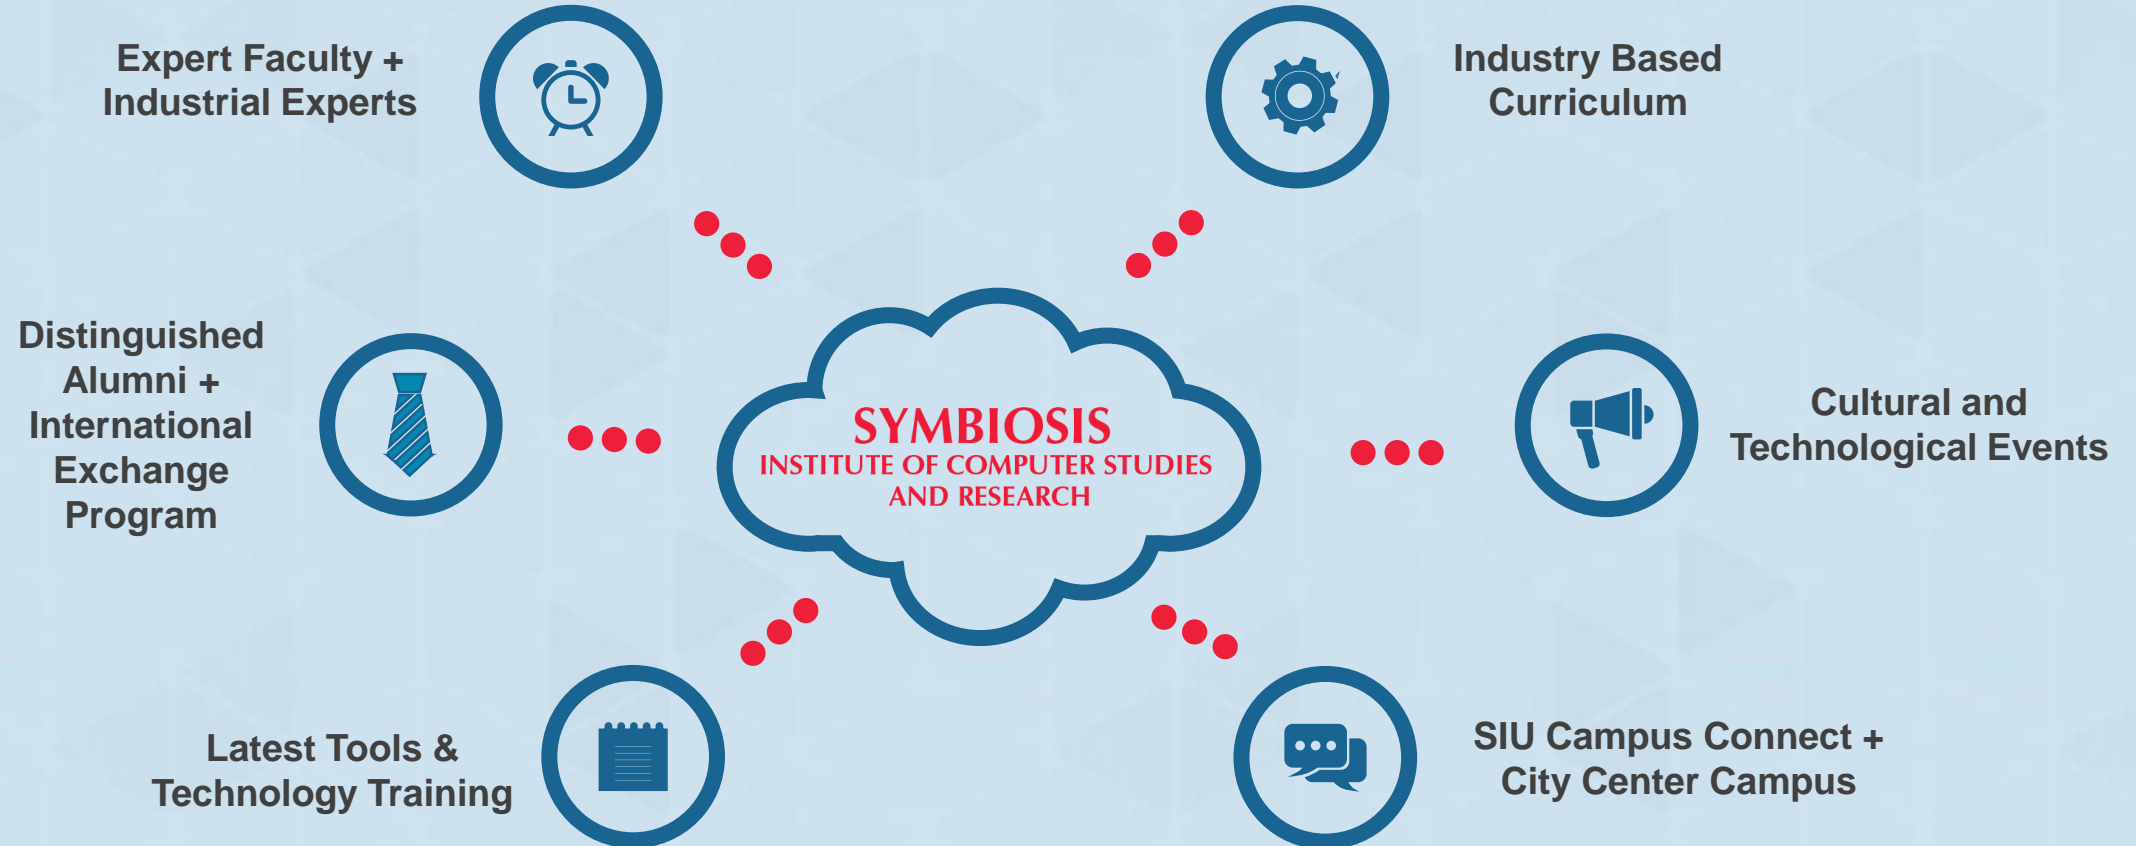 Expert Faculty +
Industrial Experts
Industry Based
Curriculum
Distinguished
Alumni +
International
Exchange
Program
SYMBIOSIS
INSTITUTE OF COMPUTER STUDIES
AND RESEARCH
Cultural and
Technological Events
Latest Tools &
Technology Training
SIU Campus Connect +
City Center Campus